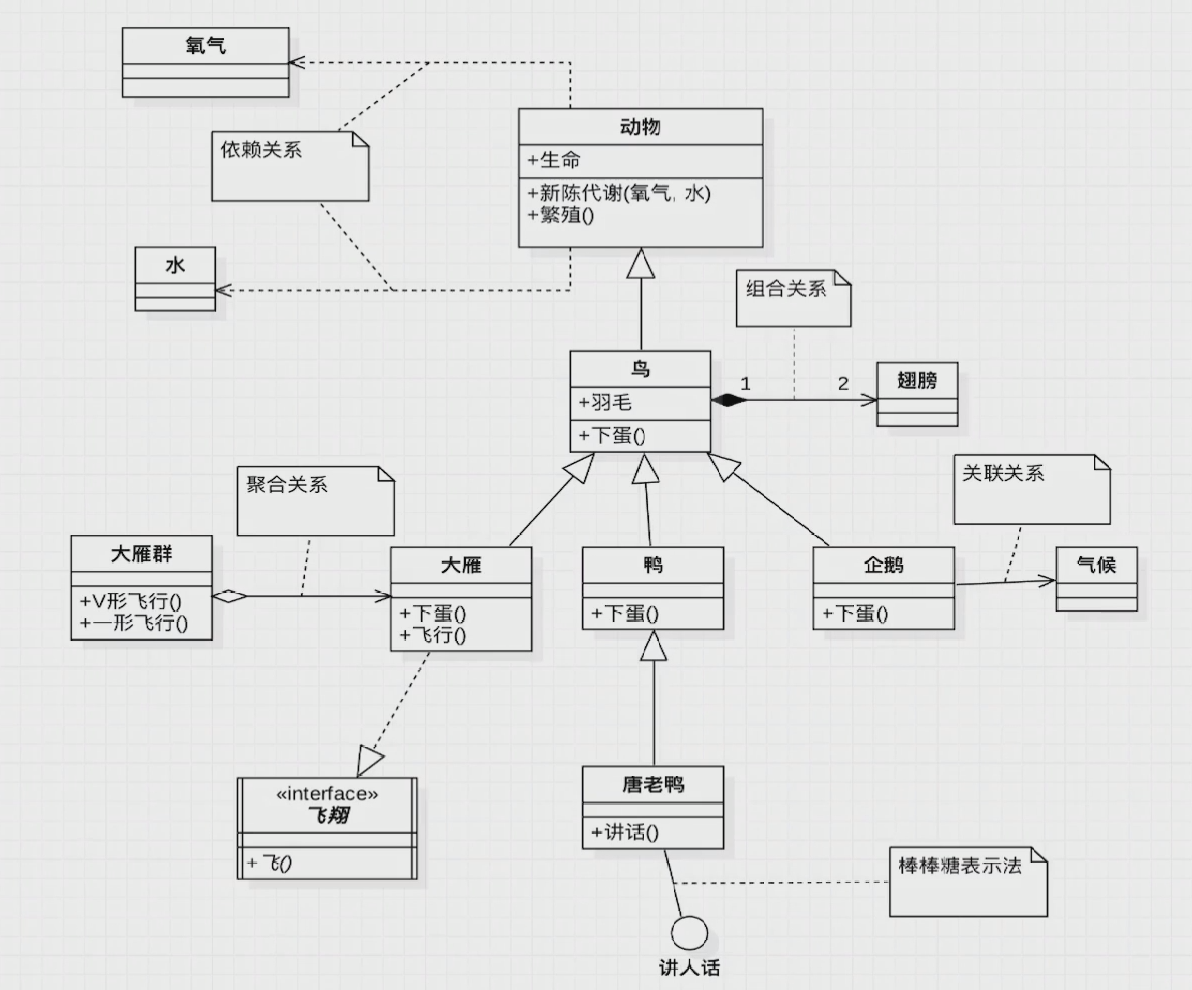 氧气
动物
+生命
+新陈代谢(氧气, 水)
+繁殖()
依赖关系
水
组合关系
鸟
+羽毛
+下蛋()
1
2
翅膀
聚合关系
关联关系
大雁群
+V形飞行()
+一形飞行()
大雁
+下蛋()
+飞行()
鸭
+下蛋()
企鹅
+下蛋()
气候
«interface»
飞翔
+ 飞()
唐老鸭
+讲话()
棒棒糖表示法
讲人话